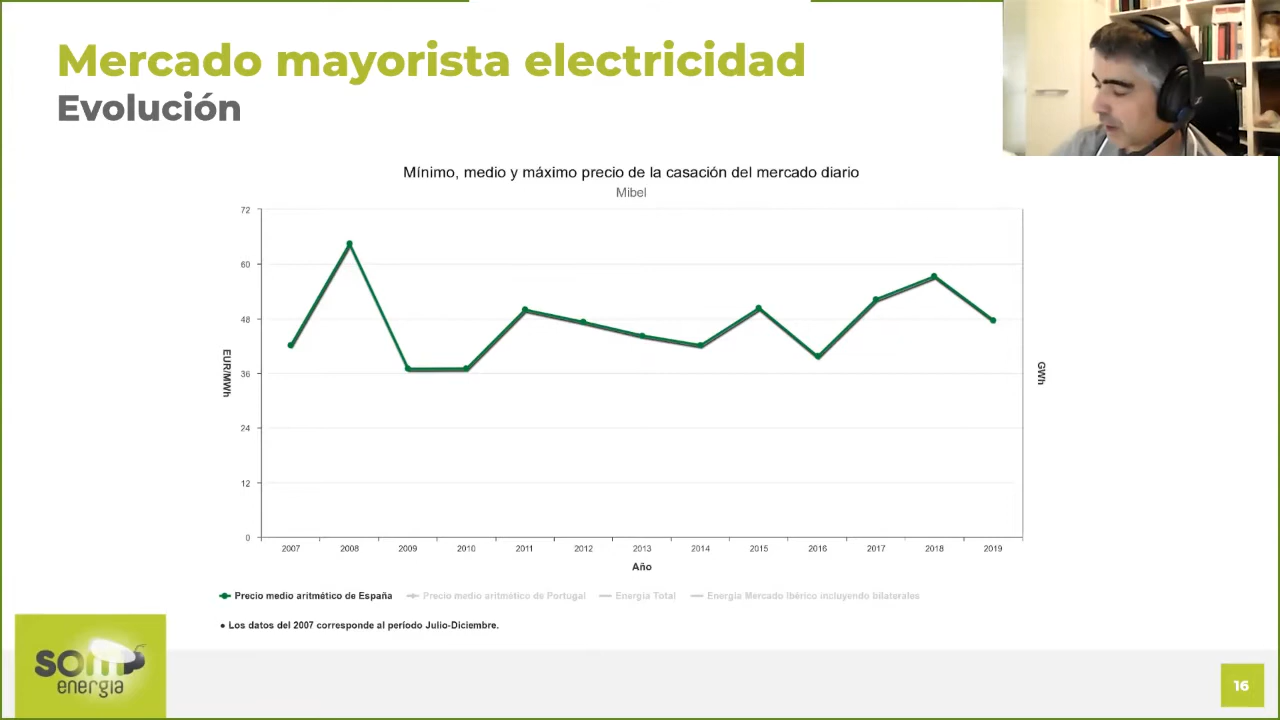 Mercado mayorista electricidad
Evolución
Mínimo, medio y máximo precio de la casación del mercado diario
Mibel
72
60
48
36
24
12
0
EUR/MWh
GWh
2007 2008 2009 2010 2011 2012 2013 2014 2015 2016 2017 2018 2019
Año
Precio medio aritmético de España Precio medio aritmético de Portugal Energía Total Energía Mercado Ibérico incluyendo bilaterales
● Los datos del 2007 corresponde al período Julio-Diciembre.
som
energia
16